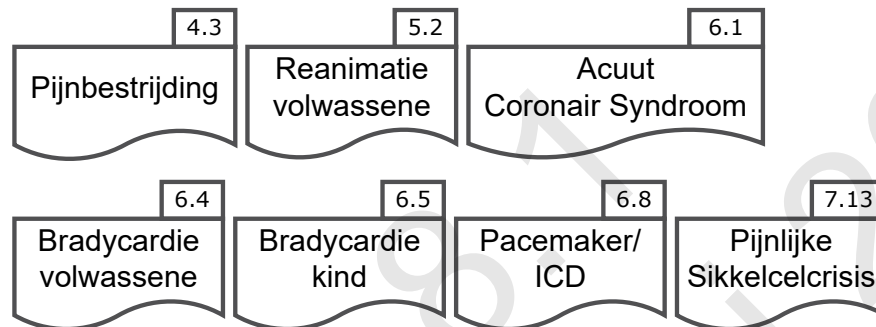 4.3
Pijnbestrijding
5.2
Reanimatie
volwassene
6.1
Acuut
Coronair Syndroom
6.4
Bradycardie
volwassene
6.5
Bradycardie
kind
6.8
Pacemaker/
ICD
7.13
Pijnlijke
Sikkelcelcrisis